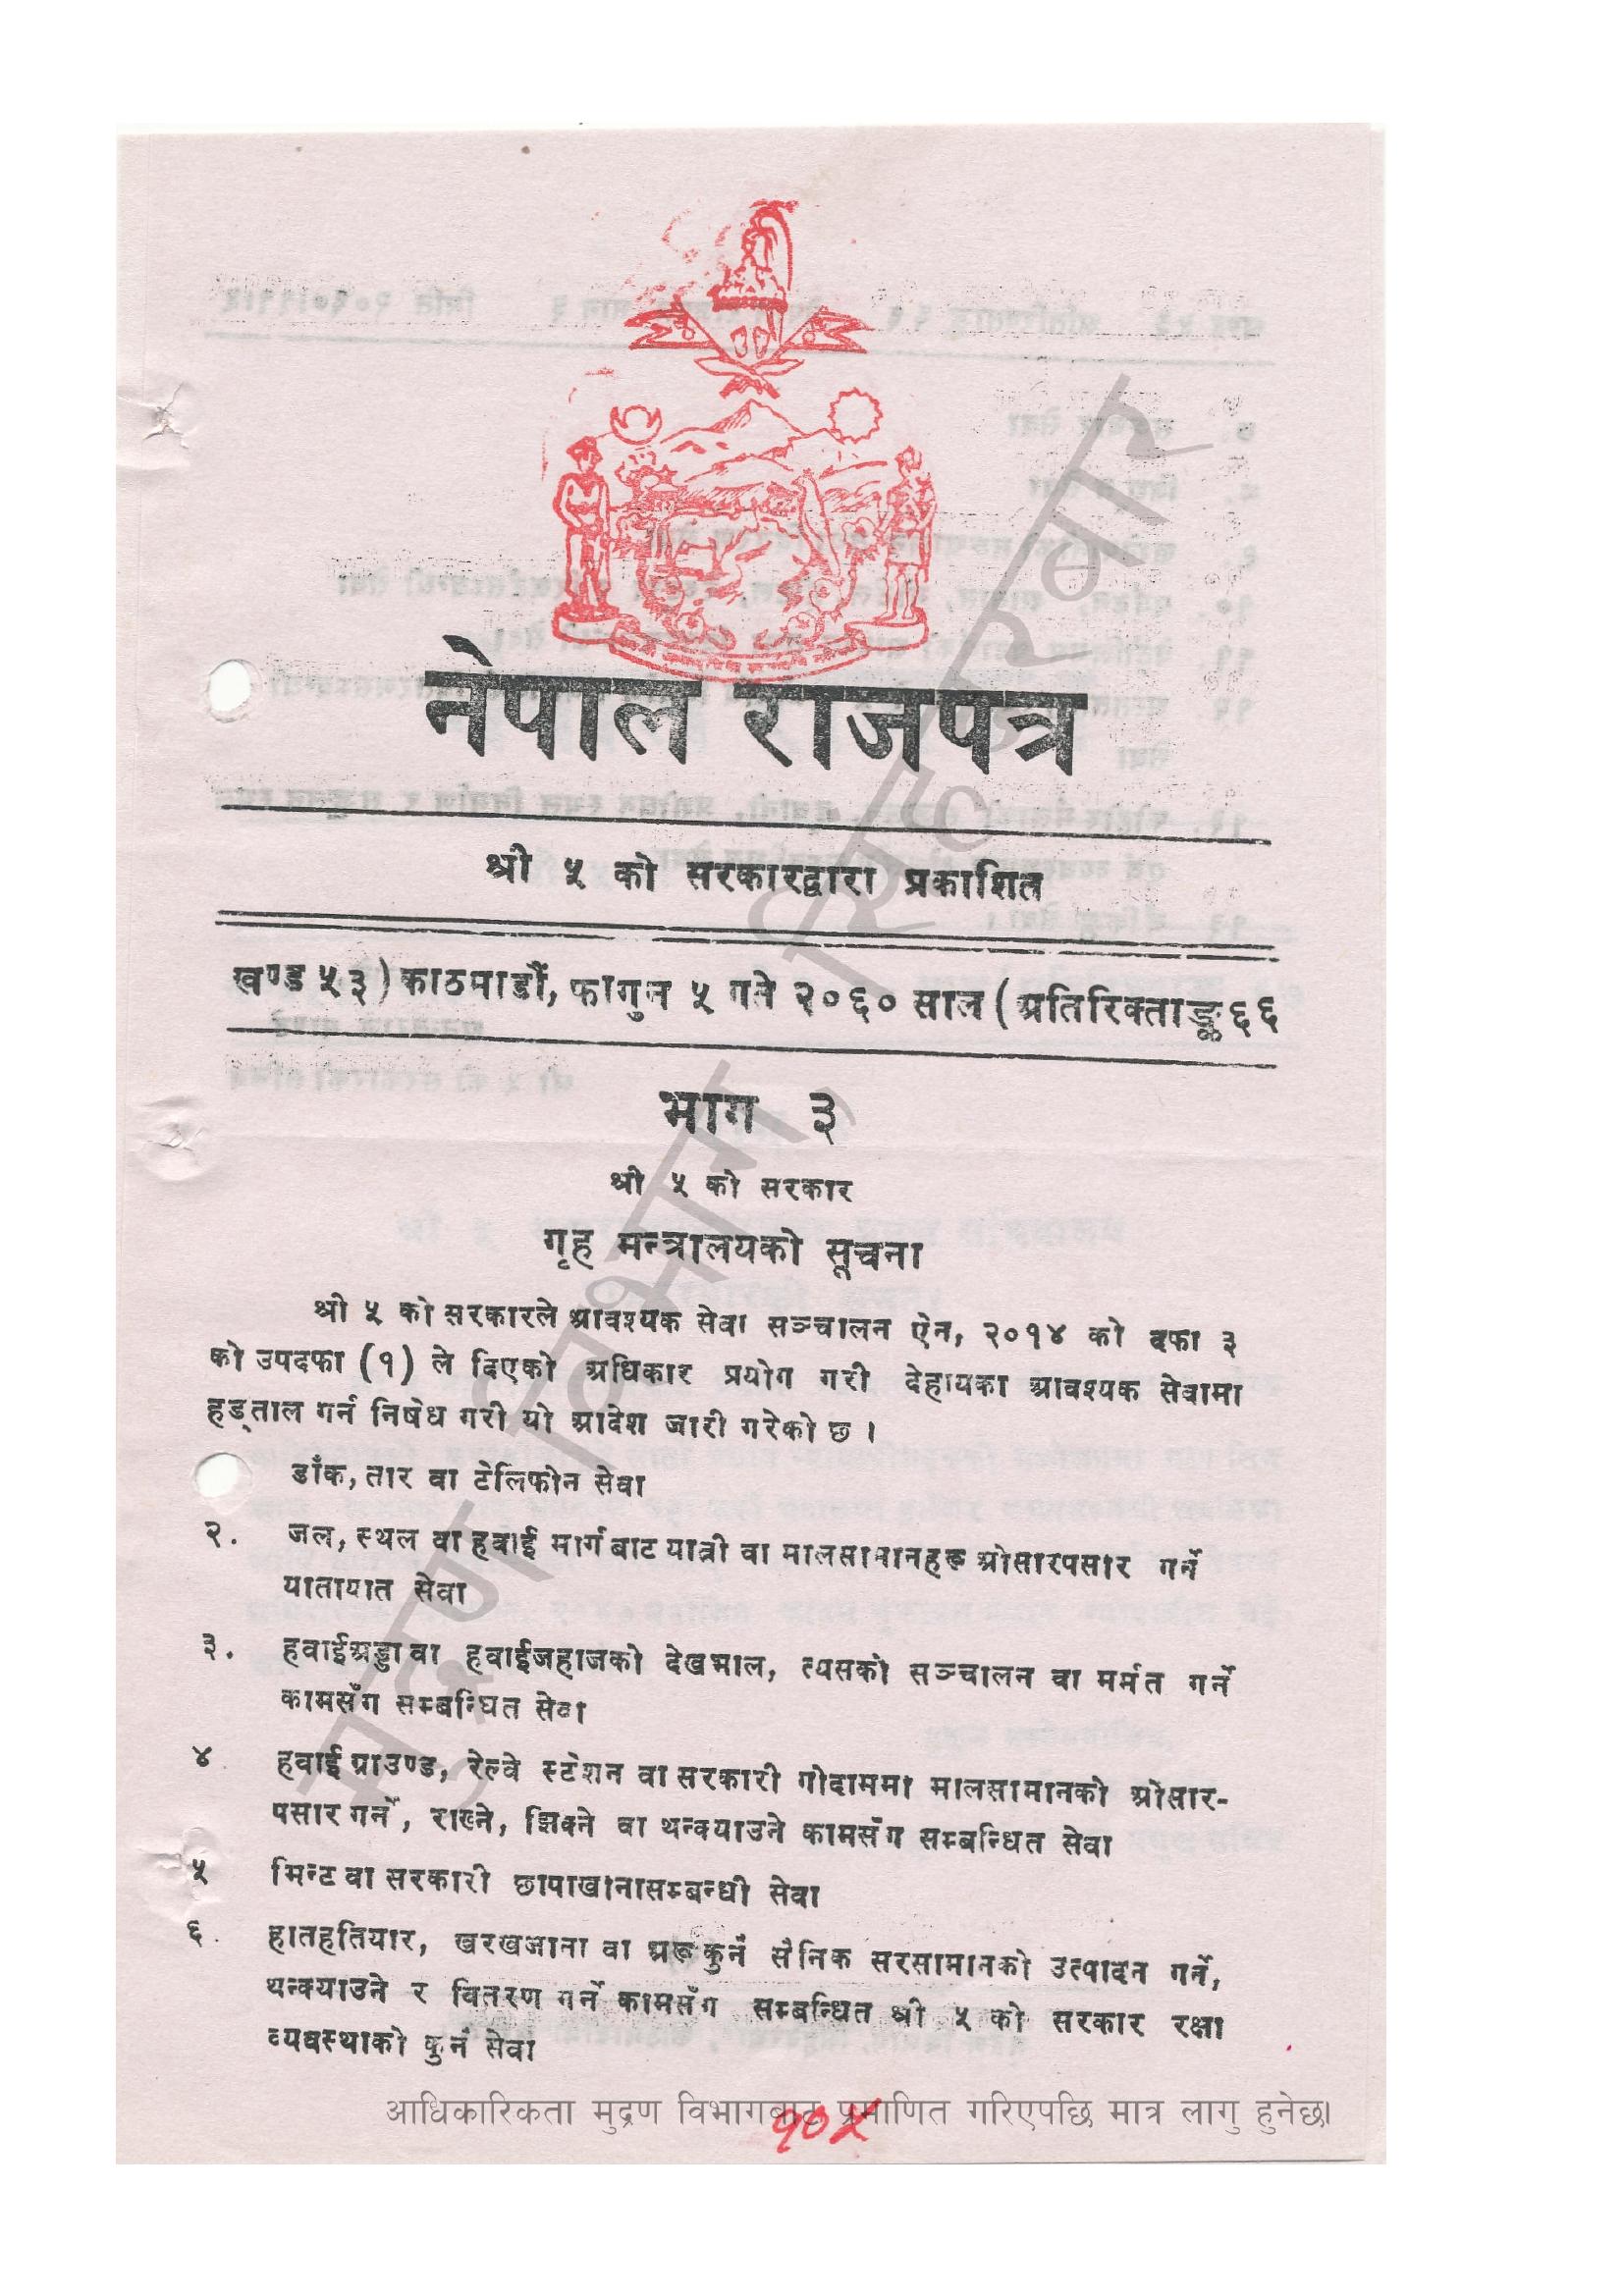 नेपाल राजपत्र
श्री ५ को सरकारद्वारा प्रकाशित
खण्ड ५३) काठमाडौं, फागुन ५ गते २०६० साल (अतिरिक्ताङ्क ६६
भाग ३
श्री ५ को सरकार
गृह मन्त्रालयको सूचना
श्री ५ को सरकारले आवश्यक सेवा सञ्चालन ऐन, २०१४ को दफा ३
को उपदफा (१) ले दिएको अधिकार प्रयोग गरी देहायका आवश्यक सेवामा
हड्ताल गर्न निषेध गरी यो आदेश जारी गरेको छ ।
डाँक, तार वा टेलिफोन सेवा
२. जल, स्थल वा हवाई मार्गबाट यात्री वा मालसामानहरू ओसारपसार गर्ने
यातायात सेवा
३. हवाईअड्डा वा हवाईजहाजको देखभाल, त्यसको सञ्चालन वा मर्मत गर्ने
कामसँग सम्बन्धित सेवा
४ हवाई ग्राउण्ड, रेल्वे स्टेशन वा सरकारी गोदाममा मालसामानको ओसार-
पसार गर्ने, राख्ने, झिक्ने वा थन्क्याउने कामसँग सम्बन्धित सेवा
५ मिन्ट वा सरकारी छापाखानासम्बन्धी सेवा
६. हातहतियार, खरखजाना वा अरू कुनै सैनिक सरसामानको उत्पादन गर्ने,
थन्क्याउने र वितरण गर्ने कामसँग सम्बन्धित श्री ५ को सरकार रक्षा
व्यवस्थाको कुनै सेवा
मुद्रण विभाग, सिंहदरबार
आधिकारिकता मुद्रण विभागबाट प्रमाणित गरिएपछि मात्र लागु हुनेछ।
१०५